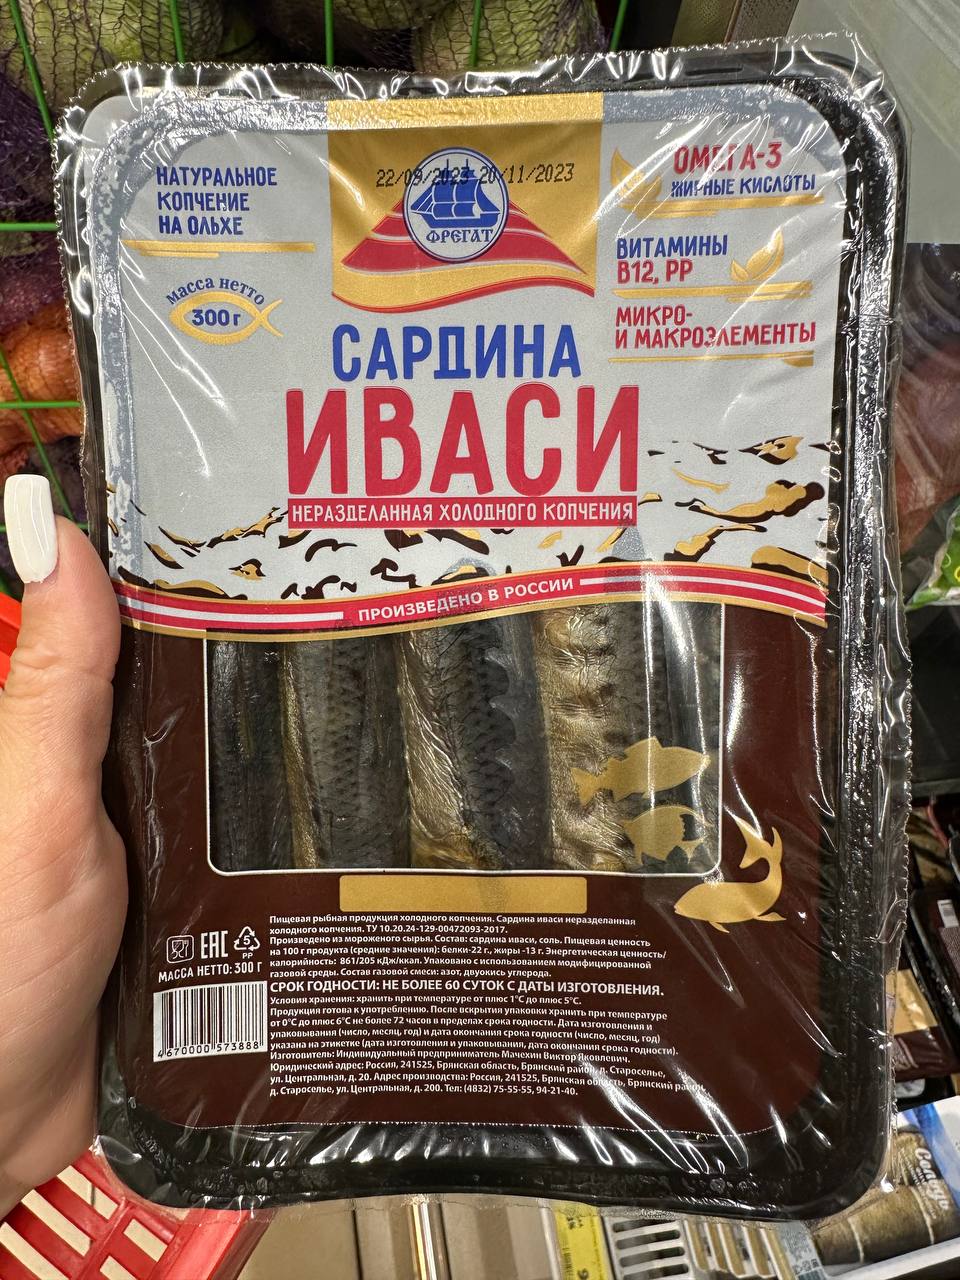 22/09/2023-20/11/2023
ФРЕГАТ
НАТУРАЛЬНОЕ
КОПЧЕНИЕ
НА ОЛЬХЕ
масса нетто
300 г
ОМЕГА-3
ЖИРНЫЕ КИСЛОТЫ
ВИТАМИНЫ
В12, РР
МИКРО-
И МАКРОЭЛЕМЕНТЫ
САРДИНА
ИВАСИ
НЕРАЗДЕЛАННАЯ ХОЛОДНОГО КОПЧЕНИЯ
ПРОИЗВЕДЕНО В РОССИИ
Пищевая рыбная продукция холодного копчения. Сардина иваси неразделанная
холодного копчения. ТУ 10.20.24-129-00472093-2017.
Произведено из мороженого сырья. Состав: сардина иваси, соль. Пищевая ценность
на 100 г продукта (средние значения): белки-22 г., жиры -13 г. Энергетическая ценность/
калорийность: 861/205 кДж/ккал. Упаковано с использованием модифицированной
газовой среды. Состав газовой смеси: азот, двуокись углерода.
СРОК ГОДНОСТИ: НЕ БОЛЕЕ 60 СУТОК С ДАТЫ ИЗГОТОВЛЕНИЯ.
Условия хранения: хранить при температуре от плюс 1°С до плюс 5°С.
Продукция готова к употреблению. После вскрытия упаковки хранить при температуре
от 0°С до плюс 6°С не более 72 часов в пределах срока годности. Дата изготовления и
упаковывания (число, месяц, год) и дата окончания срока годности (число, месяц, год)
указана на этикетке (дата изготовления и упаковывания, дата окончания срока годности).
Изготовитель: Индивидуальный предприниматель Мачехин Виктор Яковлевич.
Юридический адрес: Россия, 241525, Брянская область, Брянский район, д. Староселье,
ул. Центральная, д. 20. Адрес производства: Россия, 241525, Брянская область, Брянский район,
д. Староселье, ул. Центральная, д. 200. Тел: (4832) 75-55-55, 94-21-40.
ЕАС
5
PP
МАССА НЕТТО: 300 Г
4670000 573888